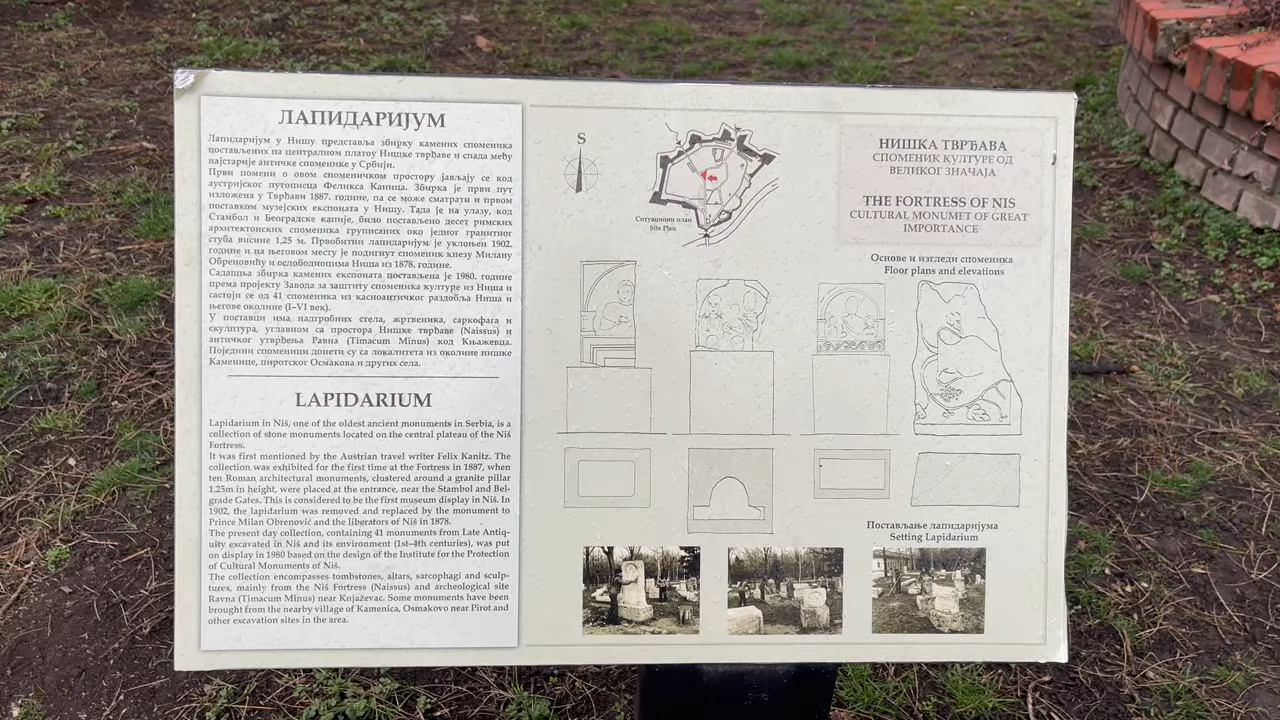 ЛАПИДАРИЈУМ
Лапидаријум у Нишу представља збирку камених споменика
постављених на централном платоу Нишке тврђаве и спада међу
најстарије античке споменике у Србији.
Први помени о овом споменичком простору јављају се код
аустријског путописца Феликса Каница. Збирка је први пут
изложена у Тврђави 1887. године, па се може сматрати и првом
поставком музејских експоната у Нишу. Тада је на улазу, код
Стамбол и Београдске капије, било постављено десет римских
архитектонских споменика груписаних око једног гранитног
стуба висине 1,25 м. Првобитни лапидаријум је уклоњен 1902.
године и на његовом месту је подигнут споменик кнезу Милану
Обреновићу и ослободиоцима Ниша из 1878. године.
Садашња збирка камених експоната постављена је 1980. године
према пројекту Завода за заштиту споменика културе из Ниша и
састоји се од 41 споменика из касноантичког раздобља Ниша и
његове околине (I–VI век).
У поставци има надгробних стела, жртвеника, саркофага и
скулптура, углавном са простора Нишке тврђаве (Naissus) и
античког утврђења Равна (Timacum Minus) код Књажевца.
Поједини споменици донети су са локалитета из околине нишке
Каменице, пиротског Осмакова и других села.
LAPIDARIUM
Lapidarium in Niš, one of the oldest ancient monuments in Serbia, is a
collection of stone monuments located on the central plateau of the Niš
Fortress.
It was first mentioned by the Austrian travel writer Felix Kanitz. The
collection was exhibited for the first time at the Fortress in 1887, when
ten Roman architectural monuments, clustered around a granite pillar
1.25m in height, were placed at the entrance, near the Stambol and Bel-
grade Gates. This is considered to be the first museum display in Niš. In
1902, the lapidarium was removed and replaced by the monument to
Prince Milan Obrenović and the liberators of Niš in 1878.
The present day collection, containing 41 monuments from Late Antiq-
uity excavated in Niš and its environment (1st–4th centuries), was put
on display in 1980 based on the design of the Institute for the Protection
of Cultural Monuments of Niš.
The collection encompasses tombstones, altars, sarcophagi and sculp-
tures, mainly from the Niš Fortress (Naissus) and archeological site
Ravna (Timacum Minus) near Knjaževac. Some monuments have been
brought from the nearby village of Kamenica, Osmakovo near Pirot and
other excavation sites in the area.
S
Ситуациони план
Site Plan
НИШКА ТВРЂАВА
СПОМЕНИК КУЛТУРЕ ОД
ВЕЛИКОГ ЗНАЧАЈА
THE FORTRESS OF NIS
CULTURAL MONUMET OF GREAT
IMPORTANCE
Основе и изгледи споменика
Floor plans and elevations
Постављање лапидаријума
Setting Lapidarium